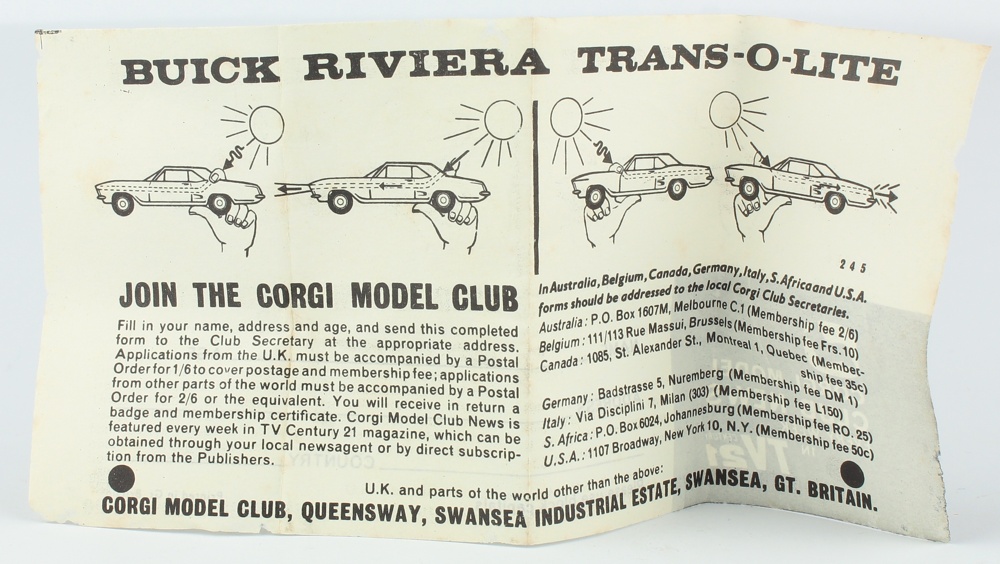 BUICK RIVIERA TRANS-O-LITE
245
JOIN THE CORGI MODEL CLUB
Fill in your name, address and age, and send this completed
form to the Club Secretary at the appropriate address.
Applications from the U.K. must be accompanied by a Postal
Order for 1/6 to cover postage and membership fee; applications
from other parts of the world must be accompanied by a Postal
Order for 2/6 or the equivalent. You will receive in return a
badge and membership certificate. Corgi Model Club News is
featured every week in TV Century 21 magazine, which can be
obtained through your local newsagent or by direct subscrip-
tion from the Publishers.
In Australia, Belgium, Canada, Germany, Italy, S. Africa and U.S.A.
forms should be addressed to the local Corgi Club Secretaries.
Australia: P.O. Box 1607M, Melbourne C.1 (Membership fee 2/6)
Belgium: 111/113 Rue Massui, Brussels (Membership fee Frs. 10)
Canada: 1085, St. Alexander St., Montreal 1, Quebec (Member-
ship fee 35c)
Germany: Badstrasse 5, Nuremberg (Membership fee DM 1)
Italy: Via Disciplini 7, Milan (303) (Membership fee L150)
S. Africa: P.O. Box 6024, Johannesburg (Membership fee RO. 25)
U.S.A.: 1107 Broadway, New York 10, N.Y. (Membership fee 50c)
U.K. and parts of the world other than the above:
CORGI MODEL CLUB, QUEENSWAY, SWANSEA INDUSTRIAL ESTATE, SWANSEA, GT. BRITAIN.